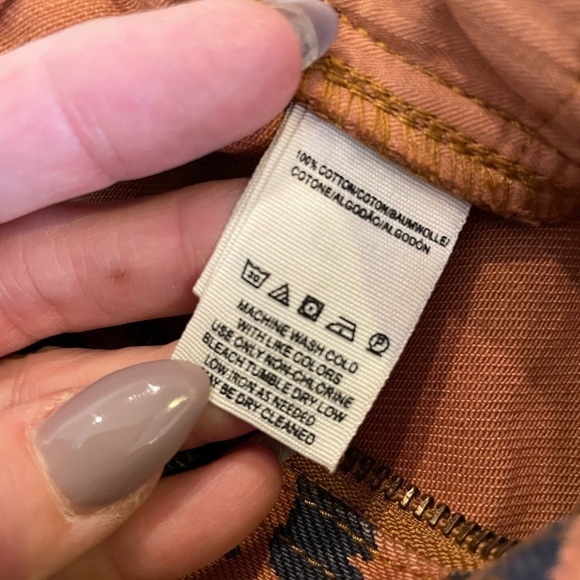 100% COTTON/COTON/BAUMWOLLE/
COTONE/ALGODÃO/ALGODÓN
30 P
MACHINE WASH COLD
WITH LIKE COLORS
USE ONLY NON-CHLORINE
BLEACH TUMBLE DRY LOW
LOW IRON AS NEEDED
MAY BE DRY CLEANED